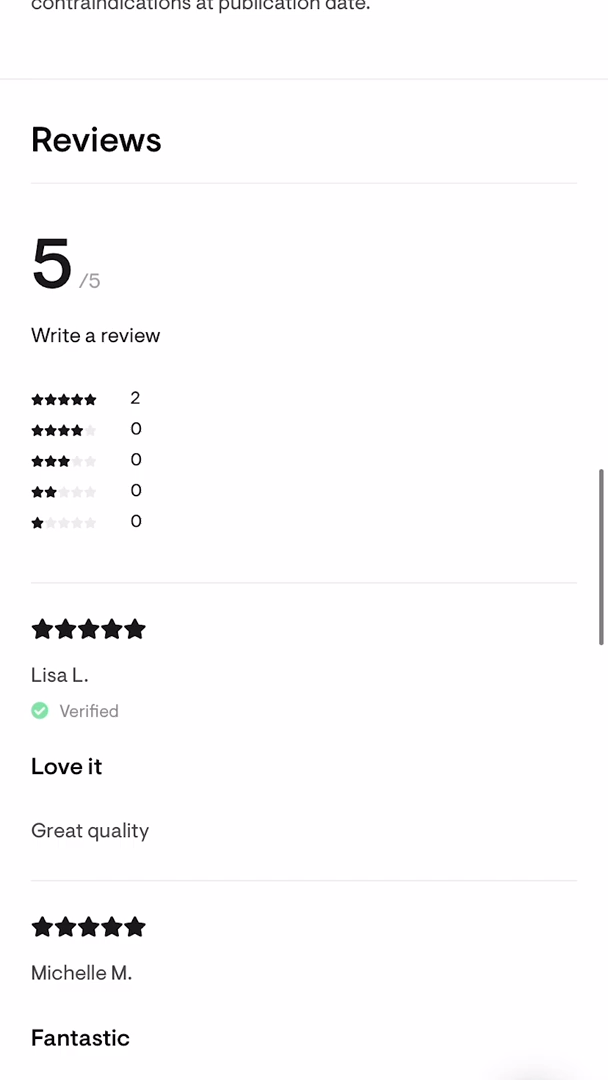 contraindications at publication date.
Reviews
5 /5
Write a review
2
0
0
0
0
Lisa L.
Verified
Love it
Great quality
Michelle M.
Fantastic